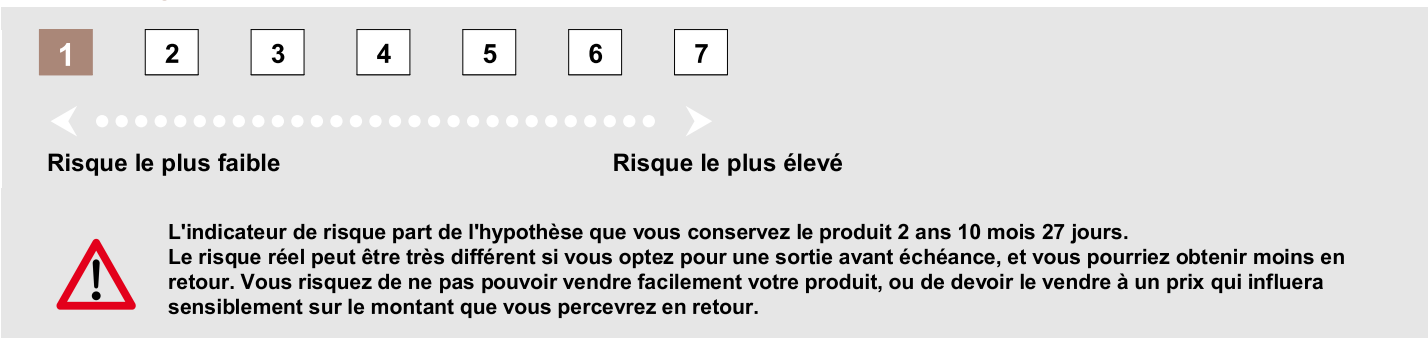 1 2 3 4 5 6 7
Risque le plus faible Risque le plus élevé
L'indicateur de risque part de l'hypothèse que vous conservez le produit 2 ans 10 mois 27 jours.
Le risque réel peut être très différent si vous optez pour une sortie avant échéance, et vous pourriez obtenir moins en
retour. Vous risquez de ne pas pouvoir vendre facilement votre produit, ou de devoir le vendre à un prix qui influera
sensiblement sur le montant que vous percevrez en retour.